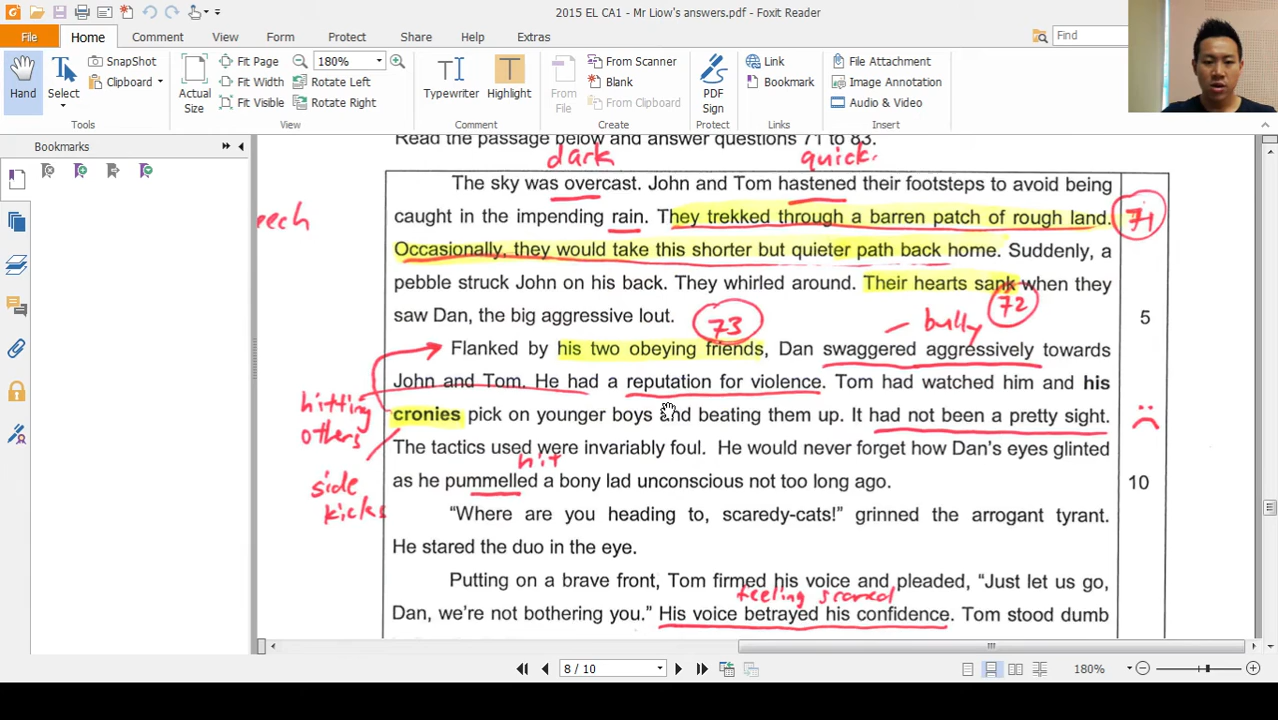 2015 EL CA1 - Mr Liow's answers.pdf - Foxit Reader
File Home Comment View Form Protect Share Help Extras
Find
Hand
Select
SnapShot
Clipboard
Tools
Actual Size
Fit Page
Fit Width
Fit Visible
180%
Rotate Left
Rotate Right
View
Typewriter
Highlight
Comment
From File
From Scanner
Blank
From Clipboard
Create
PDF Sign
Protect
Link
Bookmark
Links
File Attachment
Image Annotation
Audio & Video
Insert
Bookmarks
Read the passage below and answer questions 71 to 83.
dark quick.
The sky was overcast. John and Tom hastened their footsteps to avoid being
eech
caught in the impending rain. They trekked through a barren patch of rough land. 71
Occasionally, they would take this shorter but quieter path back home. Suddenly, a
pebble struck John on his back. They whirled around. Their hearts sank when they
72
saw Dan, the big aggressive lout. 5
73 bully
Flanked by his two obeying friends, Dan swaggered aggressively towards
John and Tom. He had a reputation for violence. Tom had watched him and his
hitting others
cronies pick on younger boys and beating them up. It had not been a pretty sight.
The tactics used were invariably foul. He would never forget how Dan's eyes glinted
hit
as he pummelled a bony lad unconscious not too long ago. 10
side kicks
"Where are you heading to, scaredy-cats!" grinned the arrogant tyrant.
He stared the duo in the eye.
Putting on a brave front, Tom firmed his voice and pleaded, "Just let us go,
feeling scared
Dan, we're not bothering you." His voice betrayed his confidence. Tom stood dumb
8 / 10
180%